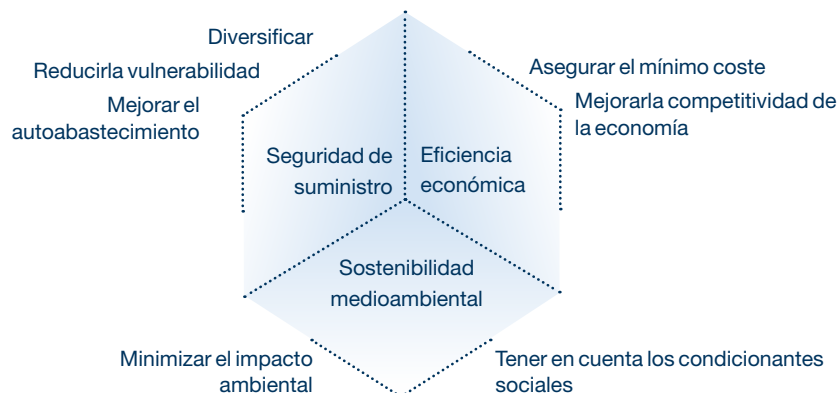 Diversificar
Reducirla vulnerabilidad
Mejorar el
autoabastecimiento
Asegurar el mínimo coste
Mejorarla competitividad de
la economía
Seguridad de
suministro
Eficiencia
económica
Sostenibilidad
medioambiental
Minimizar el impacto
ambiental
Tener en cuenta los condicionantes
sociales